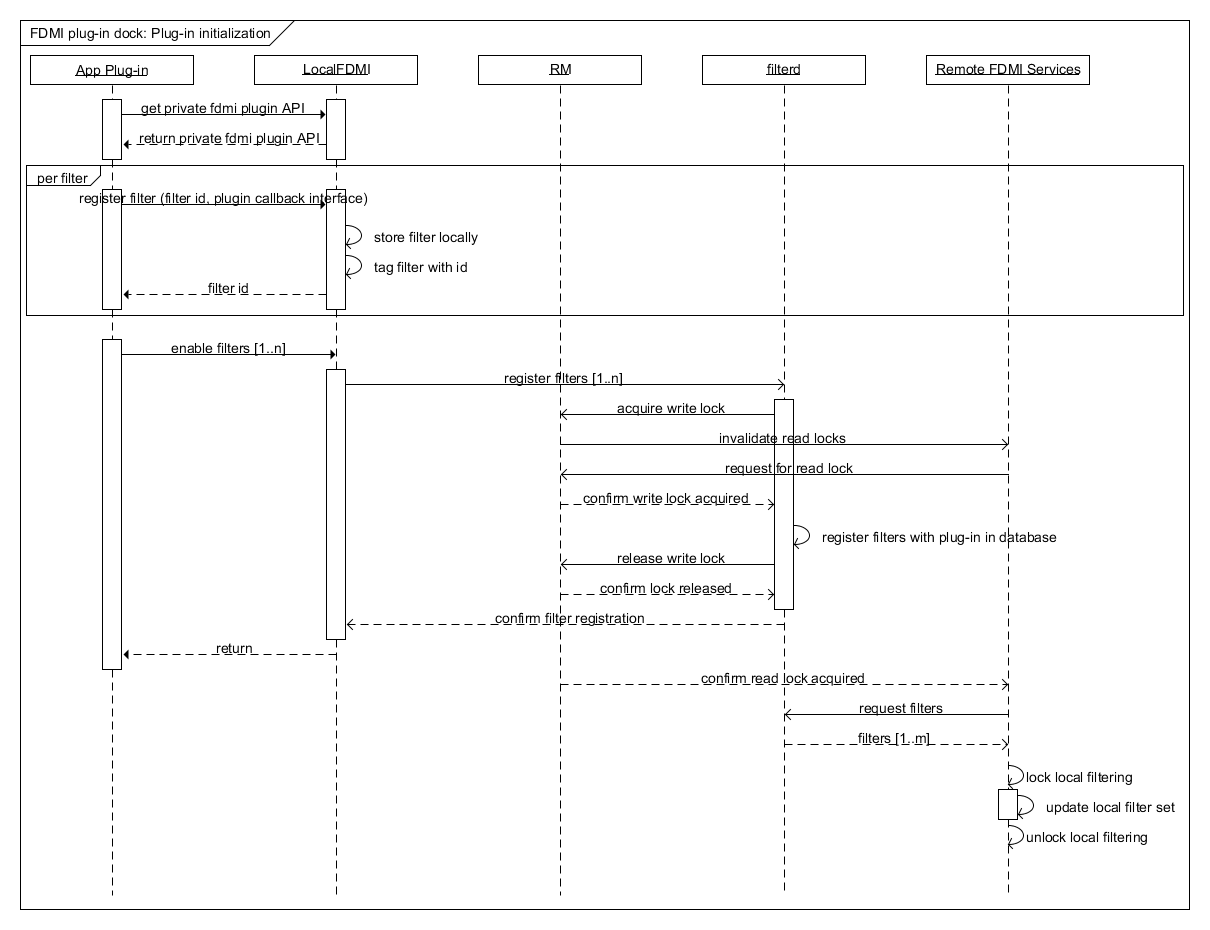 FDMI plug-in dock: Plug-in initialization
App Plug-in
LocalFDMI
RM
filterd
Remote FDMI Services
get private fdmi plugin API
return private fdmi plugin API
per filter
register filter (filter id, plugin callback interface)
store filter locally
tag filter with id
filter id
enable filters [1..n]
register filters [1..n]
acquire write lock
invalidate read locks
request for read lock
confirm write lock acquired
register filters with plug-in in database
release write lock
confirm lock released
confirm filter registration
return
confirm read lock acquired
request filters
filters [1..m]
lock local filtering
update local filter set
unlock local filtering